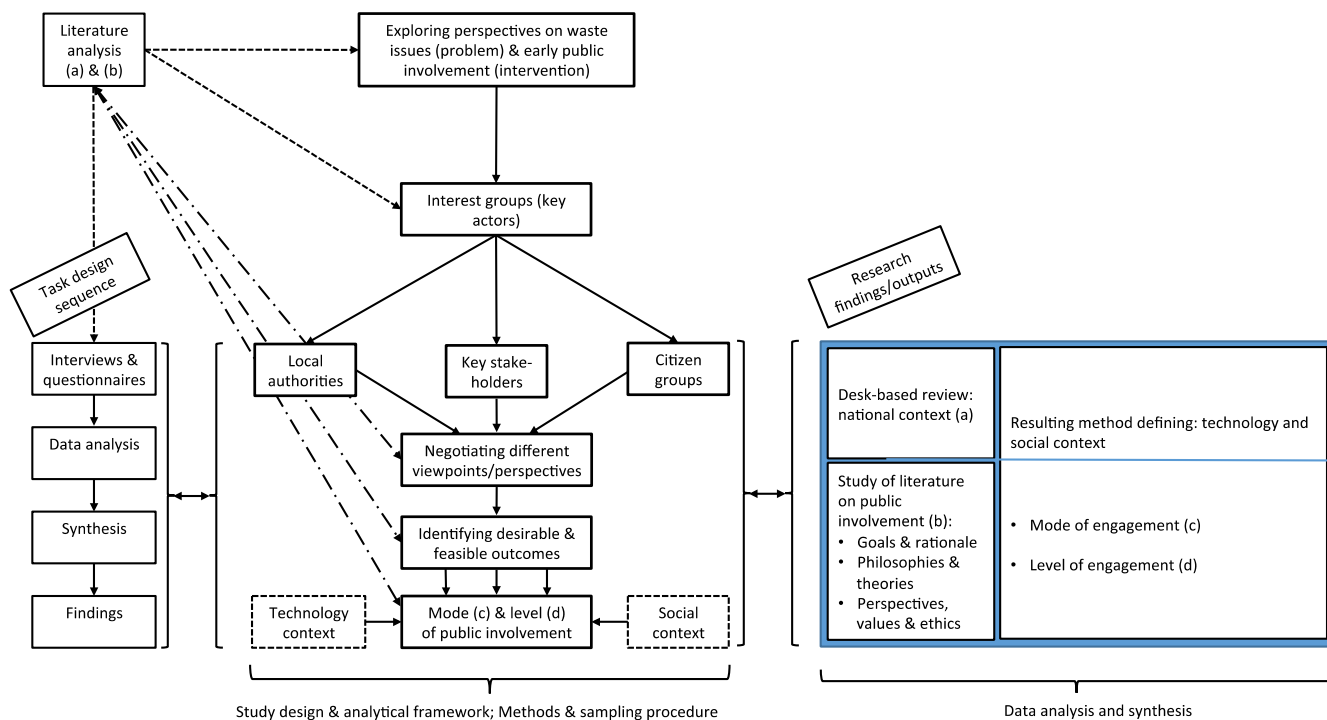 Literature
analysis
(a) & (b)
Exploring perspectives on waste
issues (problem) & early public
involvement (intervention)
Interest groups (key
actors)
Task design
sequence
Research
findings/outputs
Interviews &
questionnaires
Data analysis
Synthesis
Findings
Local
authorities
Key stake-
holders
Citizen
groups
Negotiating different
viewpoints/perspectives
Identifying desirable &
feasible outcomes
Technology
context
Mode (c) & level (d)
of public involvement
Social
context
Study design & analytical framework; Methods & sampling procedure
Desk-based review:
national context (a)
Study of literature
on public
involvement (b):
• Goals & rationale
• Philosophies &
theories
• Perspectives,
values & ethics
Resulting method defining: technology and
social context
• Mode of engagement (c)
• Level of engagement (d)
Data analysis and synthesis